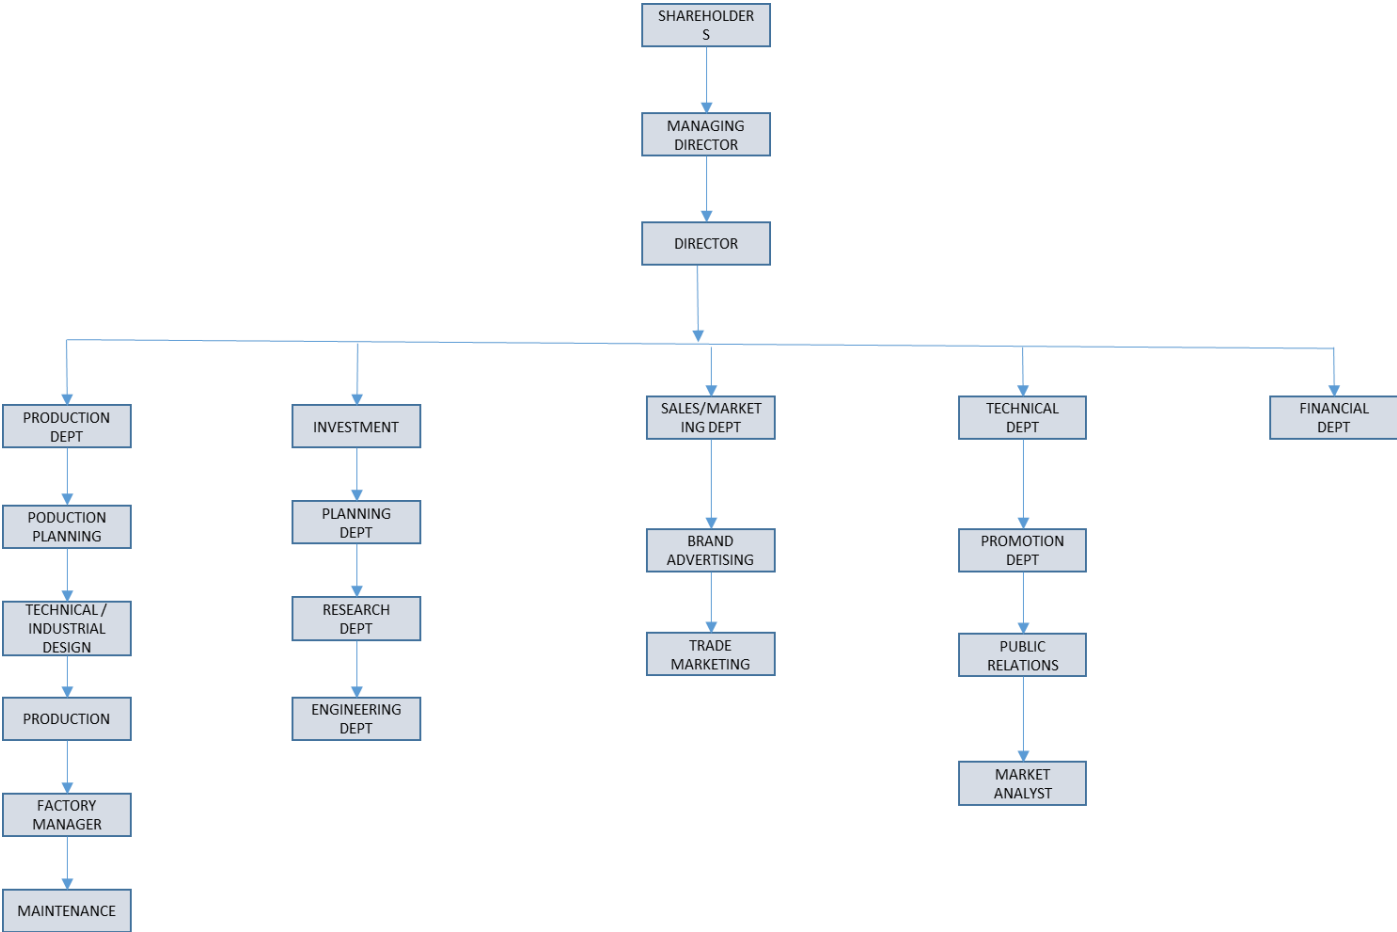 SHAREHOLDER
S
MANAGING
DIRECTOR
DIRECTOR
PRODUCTION
DEPT
INVESTMENT
SALES/MARKET
ING DEPT
TECHNICAL
DEPT
FINANCIAL
DEPT
PODUCTION
PLANNING
PLANNING
DEPT
BRAND
ADVERTISING
PROMOTION
DEPT
TECHNICAL /
INDUSTRIAL
DESIGN
RESEARCH
DEPT
TRADE
MARKETING
PUBLIC
RELATIONS
PRODUCTION
ENGINEERING
DEPT
MARKET
ANALYST
FACTORY
MANAGER
MAINTENANCE